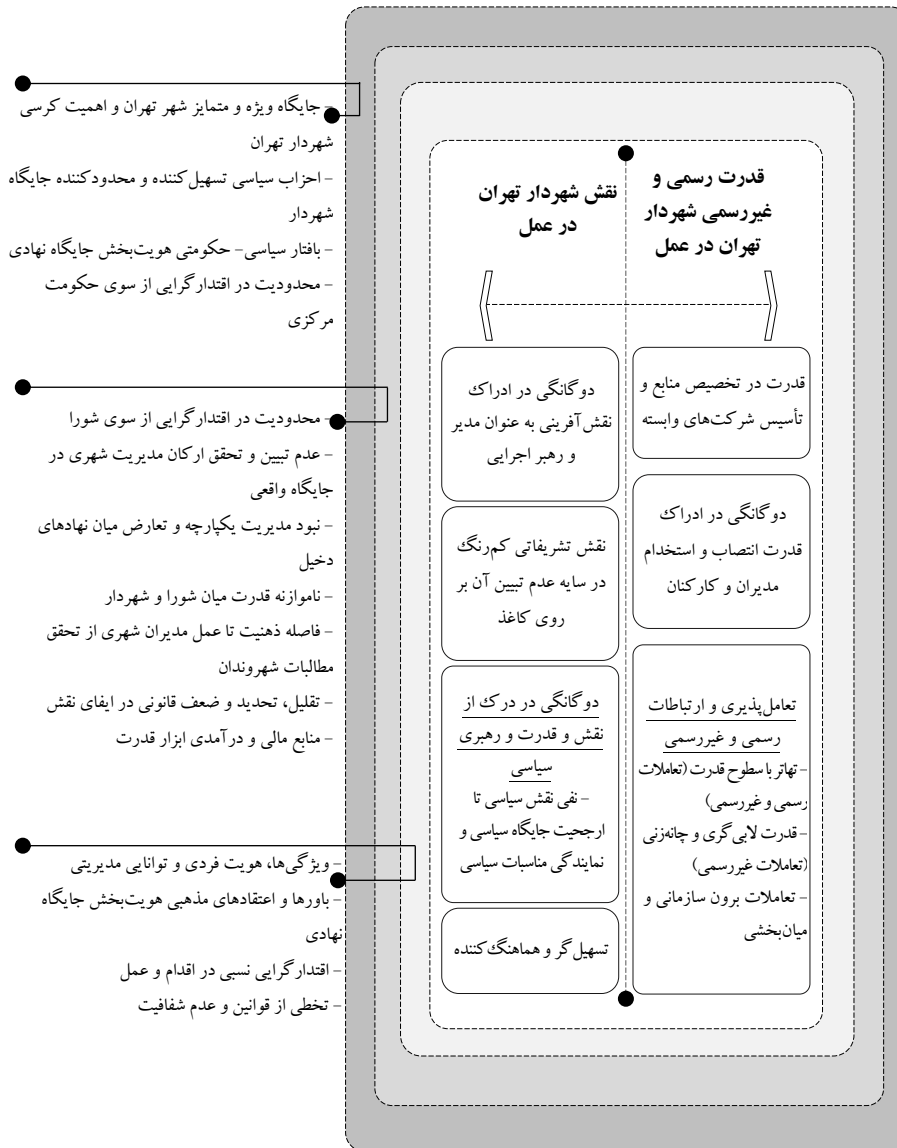 - جایگاه ویژه و متمایز شهر تهران و اهمیت کرسی
شهردار تهران
- احزاب سیاسی تسهیل‌کننده و محدودکننده جایگاه
شهردار
- بافتار سیاسی- حکومتی هویت‌بخش جایگاه نهادی
- محدودیت در اقتدارگرایی از سوی حکومت
مرکزی
- محدودیت در اقتدارگرایی از سوی شورا
- عدم تبیین و تحقق ارکان مدیریت شهری در
جایگاه واقعی
- نبود مدیریت یکپارچه و تعارض میان نهادهای
دخیل
- ناموازنه قدرت میان شورا و شهردار
- فاصله ذهنیت تا عمل مدیران شهری از تحقق
مطالبات شهروندان
- تقلیل، تحدید و ضعف قانونی در ایفای نقش
- منابع مالی و درآمدی ابزار قدرت
- ویژگی‌ها، هویت فردی و توانایی مدیریتی
- باورها و اعتقادهای مذهبی هویت‌بخش جایگاه
نهادی
- اقتدارگرایی نسبی در اقدام و عمل
- تخطی از قوانین و عدم شفافیت
قدرت رسمی و
غیررسمی شهردار
تهران در عمل
قدرت در تخصیص منابع و
تأسیس شرکت‌های وابسته
دوگانگی در ادراک
قدرت انتصاب و استخدام
مدیران و کارکنان
تعامل‌پذیری و ارتباطات
رسمی و غیررسمی
- تهاتر با سطوح قدرت (تعاملات
رسمی و غیررسمی)
- قدرت لابی‌گری و چانه‌زنی
(تعاملات غیررسمی)
- تعاملات برون سازمانی و
میان‌بخشی
نقش شهردار تهران
در عمل
دوگانگی در ادراک
نقش‌آفرینی به عنوان مدیر
و رهبر اجرایی
نقش تشریفاتی کم‌رنگ
در سایه عدم تبیین آن بر
روی کاغذ
دوگانگی در درک از
نقش و قدرت و رهبری
سیاسی
- نفی نقش سیاسی تا
ارجحیت جایگاه سیاسی و
نمایندگی مناسبات سیاسی
تسهیل‌گر و هماهنگ‌کننده